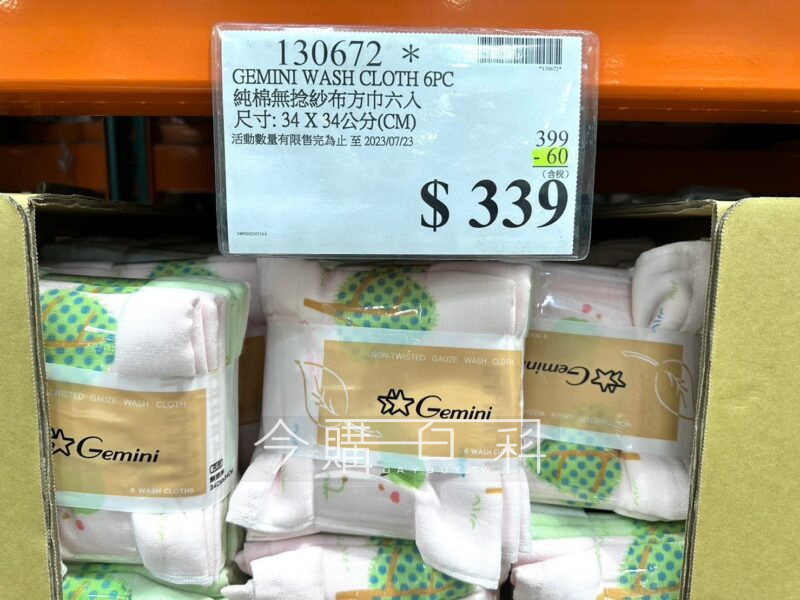 130672 *
*130672*
GEMINI WASH CLOTH 6PC
純棉無捻紗布方巾六入
尺寸: 34 X 34公分(CM)
活動數量有限售完為止 至 2023/07/23
399
- 60
(含稅)
$ 339
NON-TWISTED GAUZE WASH CLOTH
Gemini
6 WASH CLOTHS
TWISTED GAUZE WASH CLOTH
Gemini
6 WASH CLOTHS
Gemini
今購百科